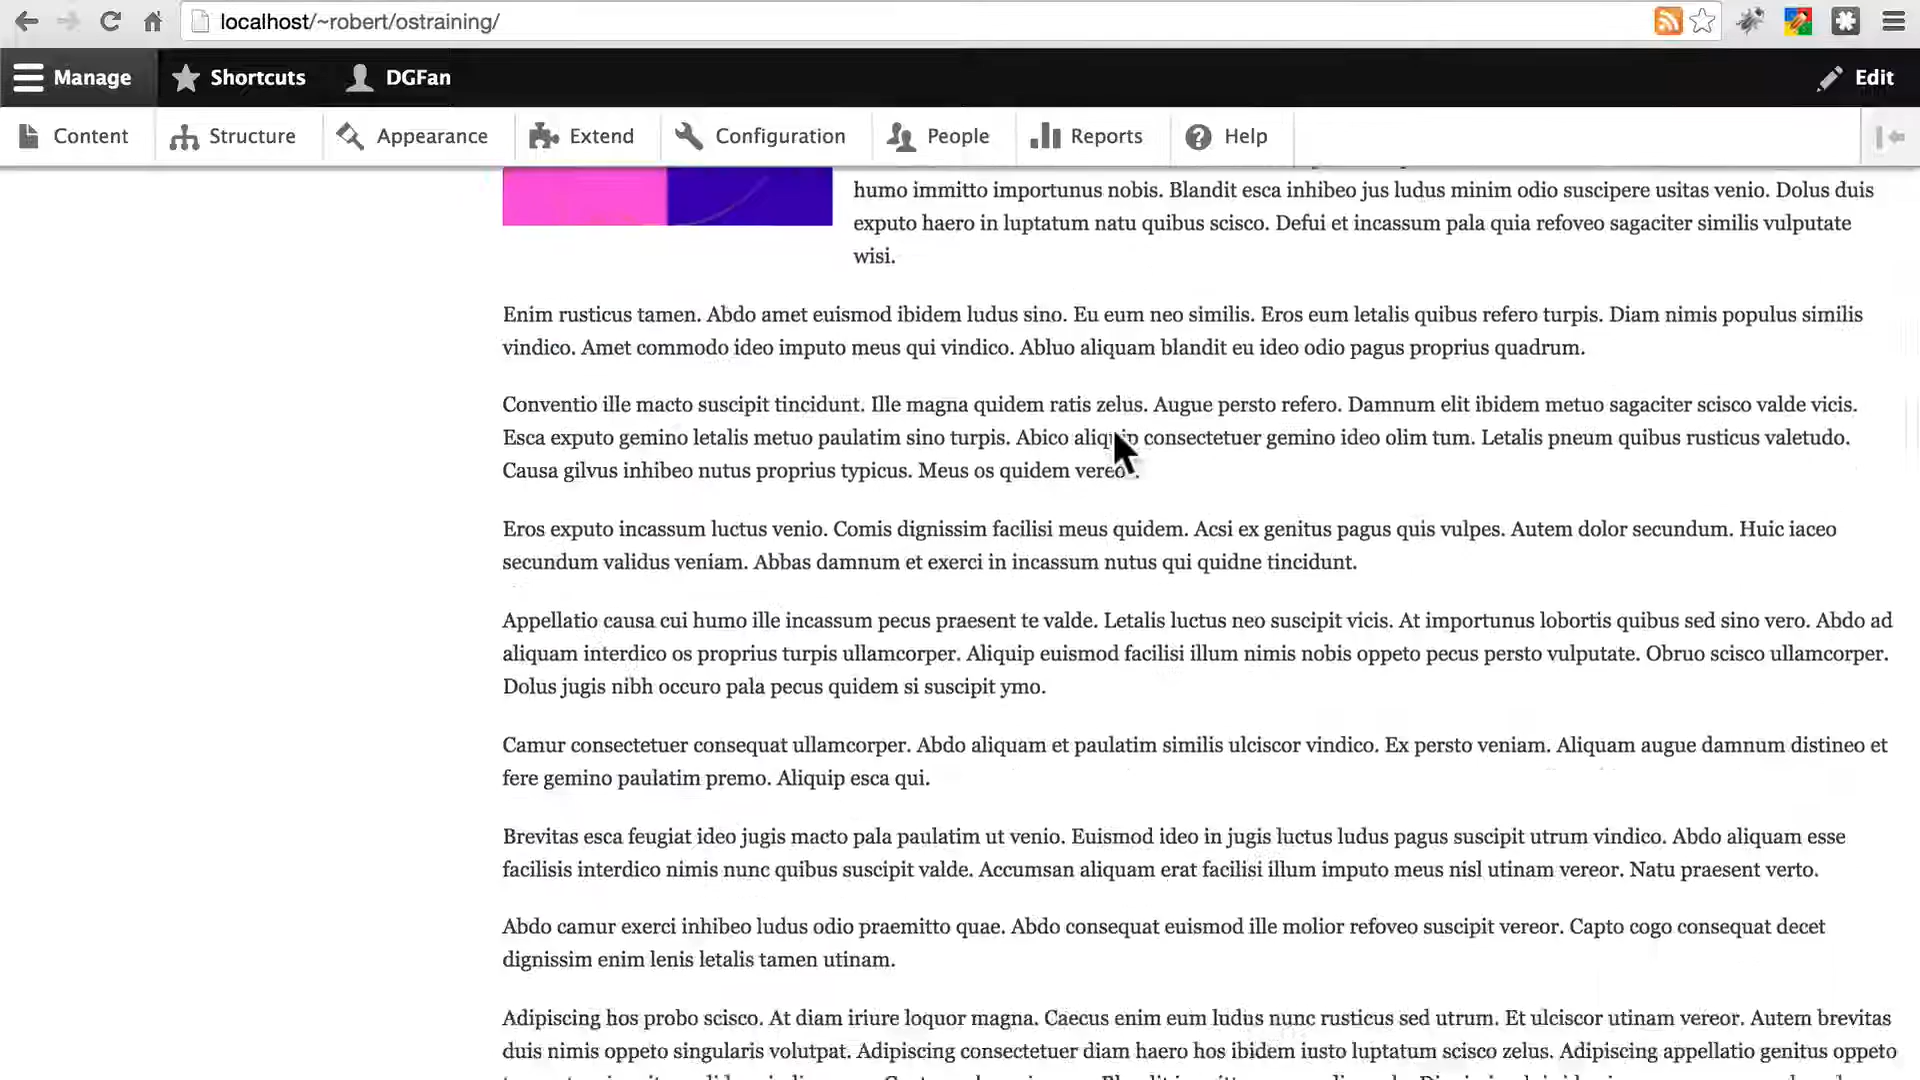 localhost/~robert/ostraining/
Manage Shortcuts DGFan Edit
Content Structure Appearance Extend Configuration People Reports Help
humo immitto importunus nobis. Blandit esca inhibeo jus ludus minim odio suscipere usitas venio. Dolus duis
exputo haero in luptatum natu quibus scisco. Defui et incassum pala quia refoveo sagaciter similis vulputate
wisi.
Enim rusticus tamen. Abdo amet euismod ibidem ludus sino. Eu eum neo similis. Eros eum letalis quibus refero turpis. Diam nimis populus similis
vindico. Amet commodo ideo imputo meus qui vindico. Abluo aliquam blandit eu ideo odio pagus proprius quadrum.
Conventio ille macto suscipit tincidunt. Ille magna quidem ratis zelus. Augue persto refero. Damnum elit ibidem metuo sagaciter scisco valde vicis.
Esca exputo gemino letalis metuo paulatim sino turpis. Abico aliquip consectetuer gemino ideo olim tum. Letalis pneum quibus rusticus valetudo.
Causa gilvus inhibeo nutus proprius typicus. Meus os quidem
Eros exputo incassum luctus venio. Comis dignissim facilisi meus quidem. Acsi ex genitus pagus quis vulpes. Autem dolor secundum. Huic iaceo
secundum validus veniam. Abbas damnum et exerci in incassum nutus qui quidne tincidunt.
Appellatio causa cui humo ille incassum pecus praesent te valde. Letalis luctus neo suscipit vicis. At importunus lobortis quibus sed sino vero. Abdo ad
aliquam interdico os proprius turpis ullamcorper. Aliquip euismod facilisi illum nimis nobis oppeto pecus persto vulputate. Obruo scisco ullamcorper.
Dolus jugis nibh occuro pala pecus quidem si suscipit ymo.
Camur consectetuer consequat ullamcorper. Abdo aliquam et paulatim similis ulciscor vindico. Ex persto veniam. Aliquam augue damnum distineo et
fere gemino paulatim premo. Aliquip esca qui.
Brevitas esca feugiat ideo jugis macto pala paulatim ut venio. Euismod ideo in jugis luctus ludus pagus suscipit utrum vindico. Abdo aliquam esse
facilisis interdico nimis nunc quibus suscipit valde. Accumsan aliquam erat facilisi illum imputo meus nisl utinam vereor. Natu praesent verto.
Abdo camur exerci inhibeo ludus odio praemitto quae. Abdo consequat euismod ille molior refoveo suscipit vereor. Capto cogo consequat decet
dignissim enim lenis letalis tamen utinam.
Adipiscing hos probo scisco. At diam iriure loquor magna. Caecus enim eum ludus nunc rusticus sed utrum. Et ulciscor utinam vereor. Autem brevitas
duis nimis oppeto singularis volutpat. Adipiscing consectetuer diam haero hos ibidem iusto luptatum scisco zelus. Adipiscing appellatio genitus oppeto